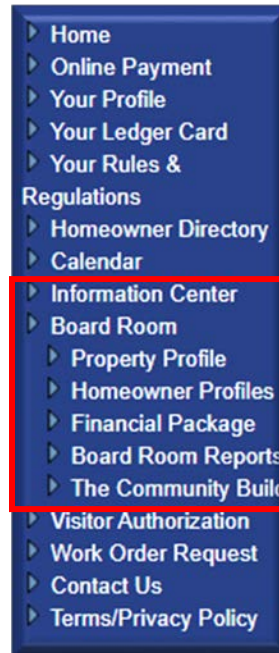 Home
Online Payment
Your Profile
Your Ledger Card
Your Rules &
Regulations
Homeowner Directory
Calendar
Information Center
Board Room
Property Profile
Homeowner Profiles
Financial Package
Board Room Reports
The Community Build
Visitor Authorization
Work Order Request
Contact Us
Terms/Privacy Policy